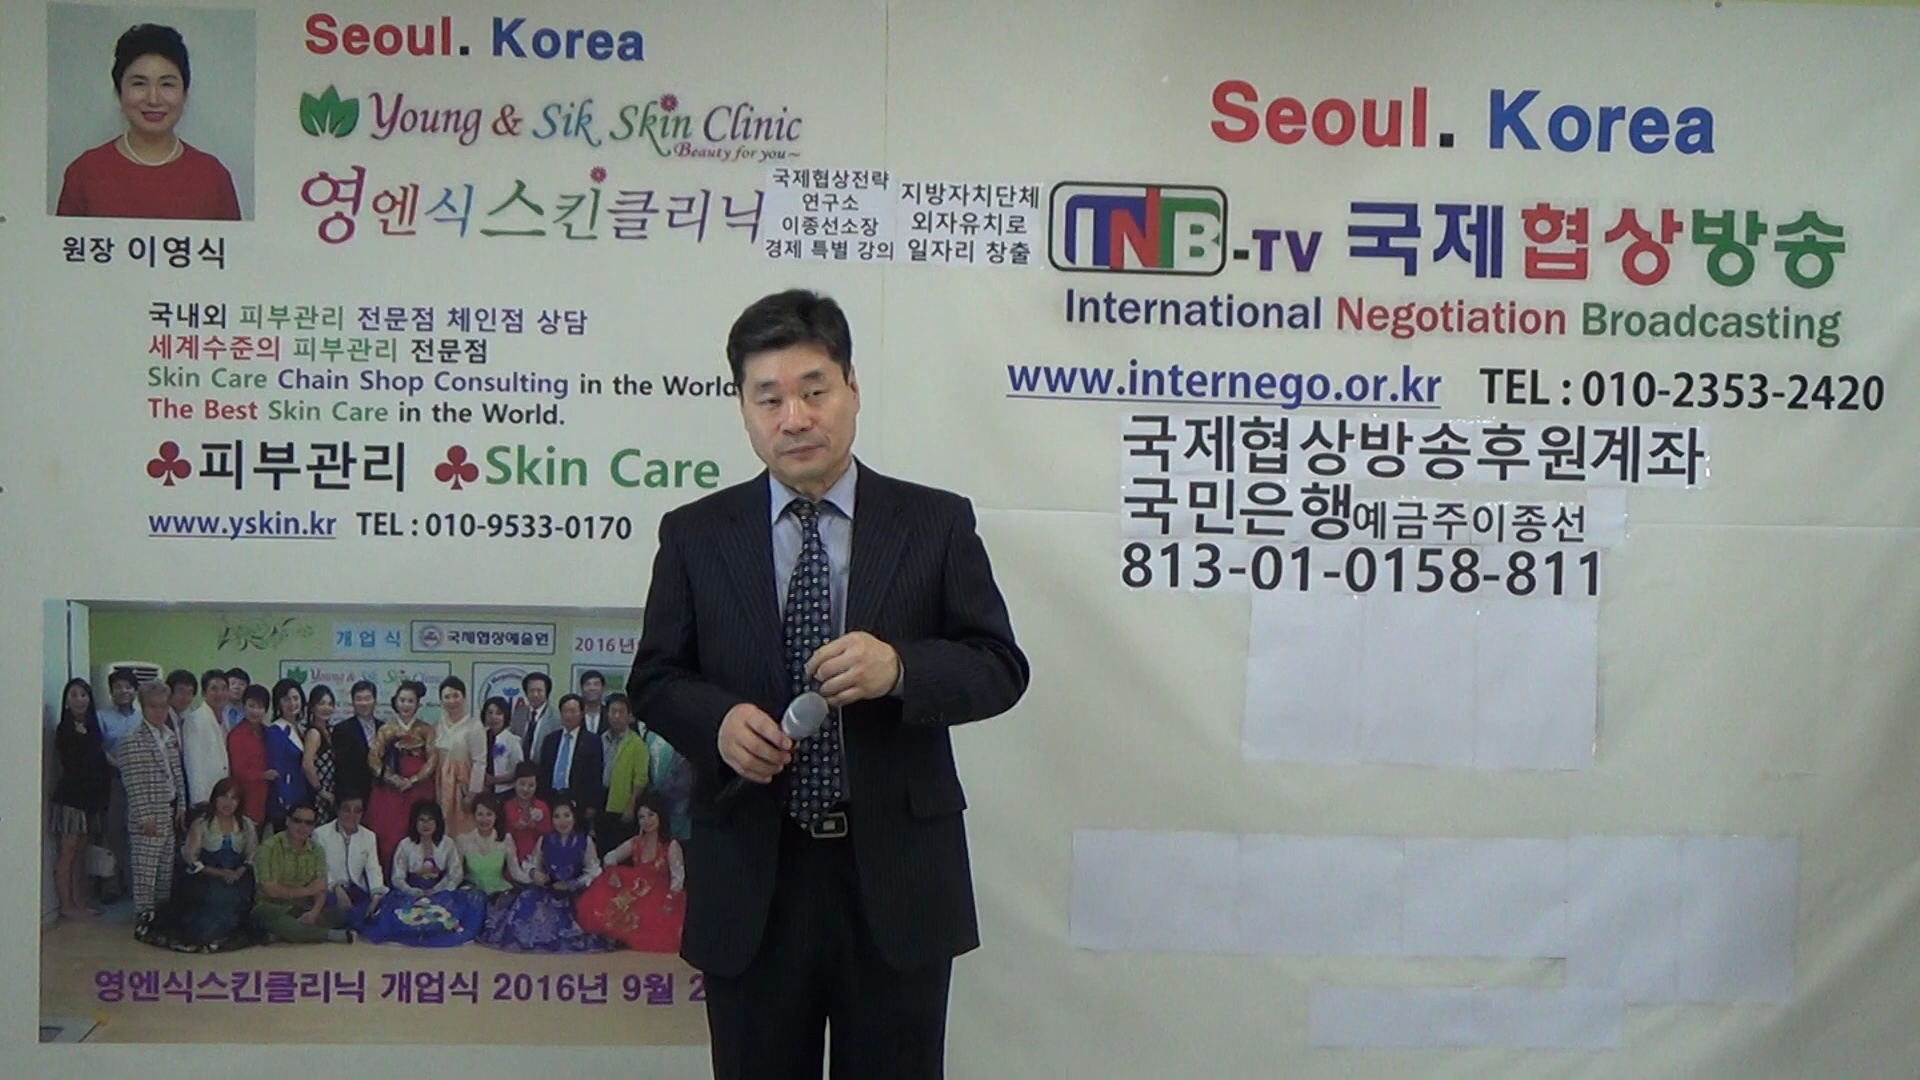 Seoul. Korea
Young & Sik Skin Clinic
Beauty for you~
영엔식스킨클리닉
원장 이영식
국내외 피부관리 전문점 체인점 상담
세계수준의 피부관리 전문점
Skin Care Chain Shop Consulting in the World
The Best Skin Care in the World.
♣피부관리 ♣Skin Care
www.yskin.kr TEL : 010-9533-0170
개업식 국제협상예술원 2016년
Young & Sik Skin Clinic
영엔식스킨클리닉 개업식 2016년 9월 2
국제협상전략
연구소
이종선소장
경제 특별 강의
지방자치단체
외자유치로
일자리 창출
Seoul. Korea
INB-TV 국제협상방송
International Negotiation Broadcasting
www.internego.or.kr TEL : 010-2353-2420
국제협상방송후원계좌
국민은행예금주이종선
813-01-0158-811